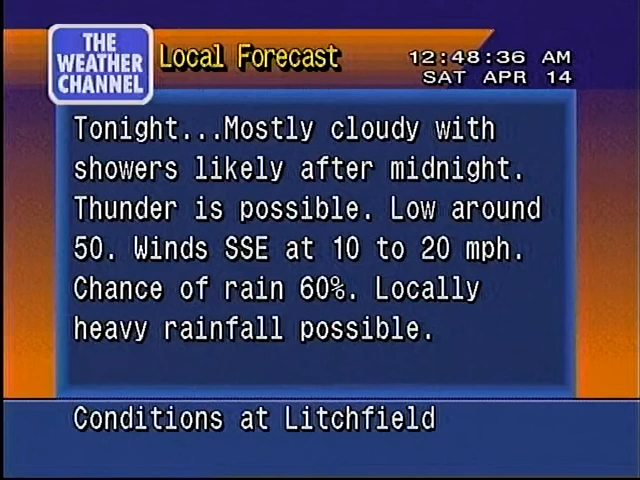 THE
WEATHER
CHANNEL
Local Forecast
12:48:36 AM
SAT APR 14
Tonight...Mostly cloudy with
showers likely after midnight.
Thunder is possible. Low around
50. Winds SSE at 10 to 20 mph.
Chance of rain 60%. Locally
heavy rainfall possible.
Conditions at Litchfield